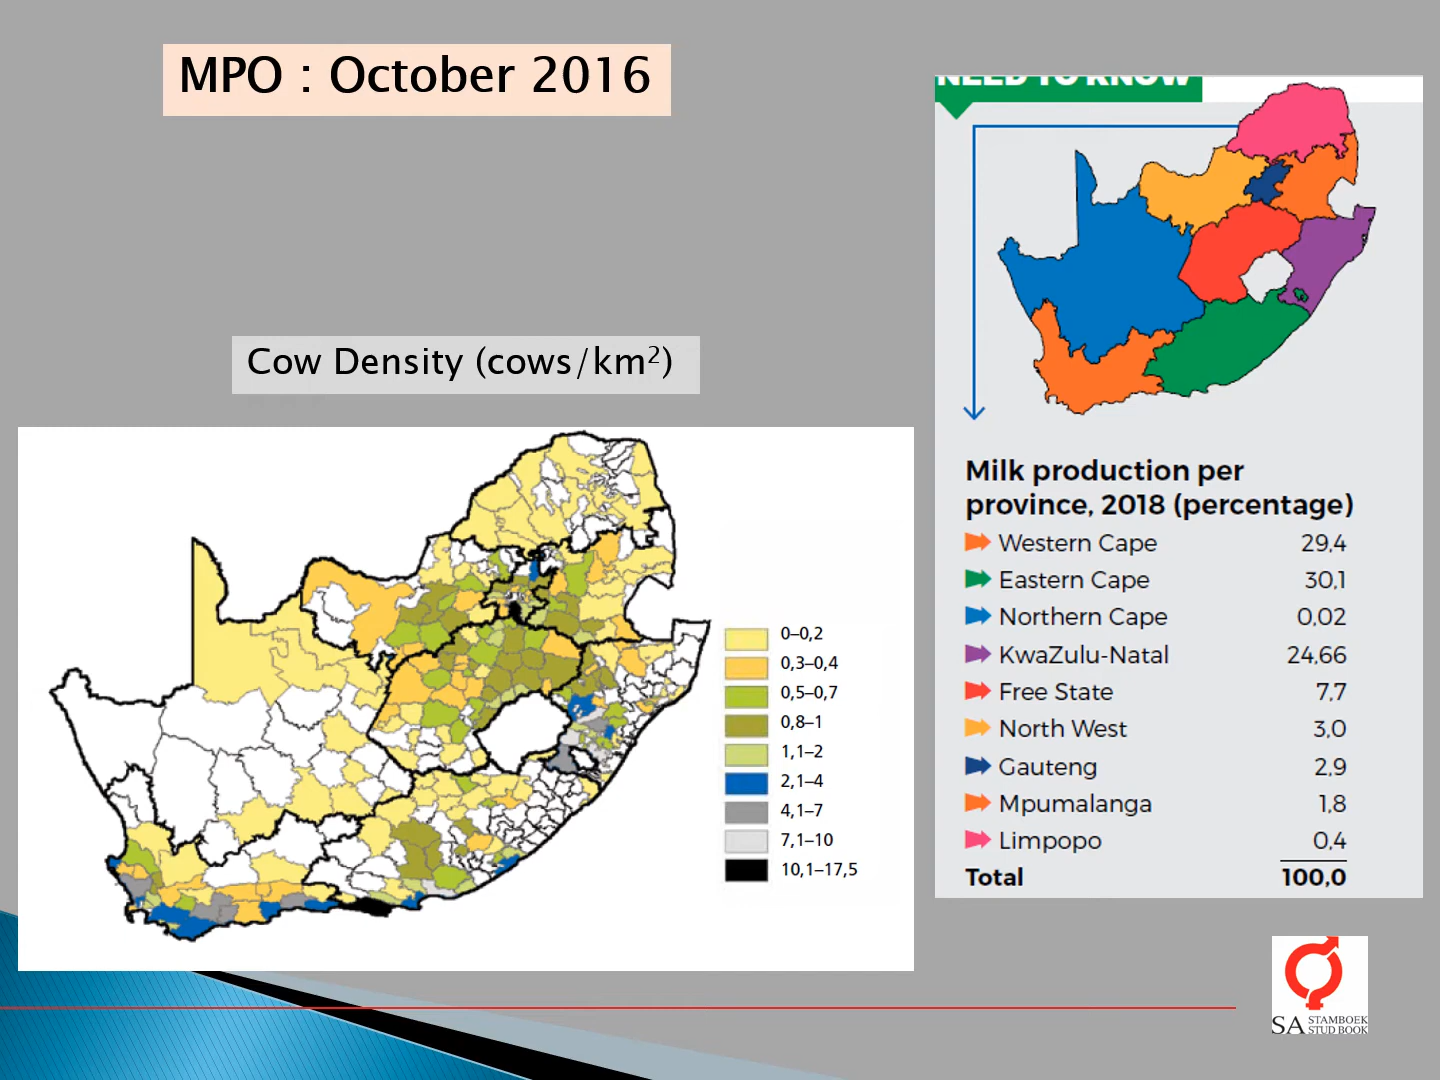 MPO : October 2016
NEED TO KNOW
Cow Density (cows/km²)
0–0,2
0,3–0,4
0,5–0,7
0,8–1
1,1–2
2,1–4
4,1–7
7,1–10
10,1–17,5
Milk production per
province, 2018 (percentage)
Western Cape 29,4
Eastern Cape 30,1
Northern Cape 0,02
KwaZulu-Natal 24,66
Free State 7,7
North West 3,0
Gauteng 2,9
Mpumalanga 1,8
Limpopo 0,4
Total 100,0
SA STAMBOEK
STUD BOOK